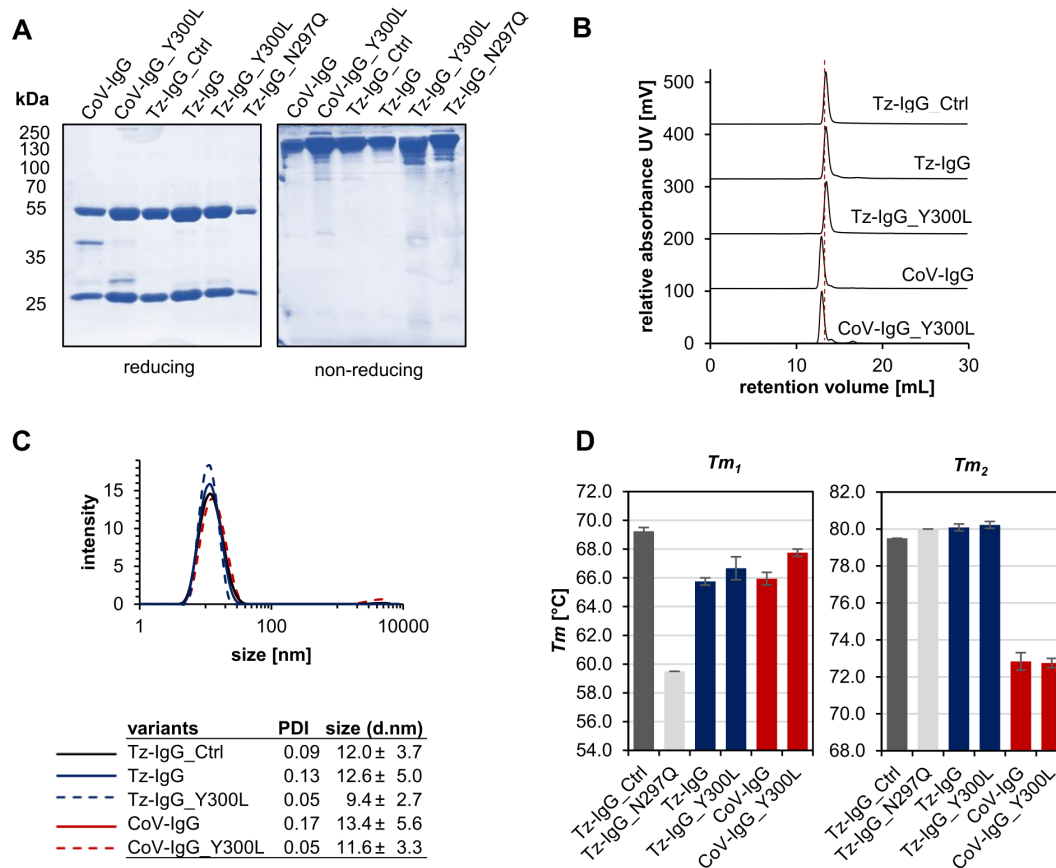 A
kDa
CoV-IgG
CoV-IgG_Y300L
Tz-IgG_Ctrl
Tz-IgG
Tz-IgG_Y300L
Tz-IgG_N297Q
CoV-IgG
CoV-IgG_Y300L
Tz-IgG_Ctrl
Tz-IgG
Tz-IgG_Y300L
Tz-IgG_N297Q
250
130
100
70
55
35
25
reducing
non-reducing
B
relative absorbance UV [mV]
500
400
300
200
100
0
Tz-IgG_Ctrl
Tz-IgG
Tz-IgG_Y300L
CoV-IgG
CoV-IgG_Y300L
0 10 20 30
retention volume [mL]
C
intensity
15
10
5
0
1 100 10000
size [nm]
variants PDI size (d.nm)
Tz-IgG_Ctrl 0.09 12.0 ± 3.7
Tz-IgG 0.13 12.6 ± 5.0
Tz-IgG_Y300L 0.05 9.4 ± 2.7
CoV-IgG 0.17 13.4 ± 5.6
CoV-IgG_Y300L 0.05 11.6 ± 3.3
D
Tm1
Tm [°C]
72.0
70.0
68.0
66.0
64.0
62.0
60.0
58.0
56.0
54.0
Tz-IgG_Ctrl
Tz-IgG_N297Q
Tz-IgG
Tz-IgG_Y300L
CoV-IgG
CoV-IgG_Y300L
Tm2
82.0
80.0
78.0
76.0
74.0
72.0
70.0
68.0
Tz-IgG_Ctrl
Tz-IgG_N297Q
Tz-IgG
Tz-IgG_Y300L
CoV-IgG
CoV-IgG_Y300L